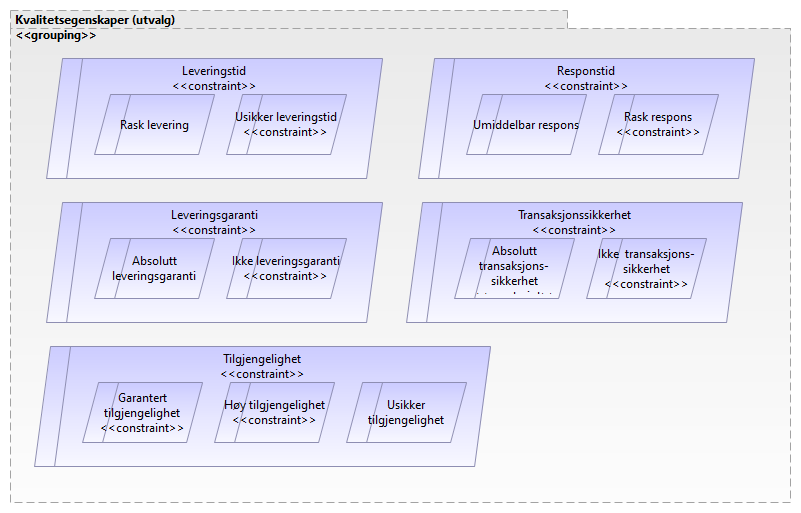 Kvalitetsegenskaper (utvalg)
<<grouping>>
Leveringstid
<<constraint>>
Rask levering
Usikker leveringstid
<<constraint>>
Responstid
<<constraint>>
Umiddelbar respons
Rask respons
<<constraint>>
Leveringsgaranti
<<constraint>>
Absolutt
leveringsgaranti
Ikke leveringsgaranti
<<constraint>>
Transaksjonssikkerhet
<<constraint>>
Absolutt
transaksjons-
sikkerhet
Ikke transaksjons-
sikkerhet
<<constraint>>
Tilgjengelighet
<<constraint>>
Garantert
tilgjengelighet
<<constraint>>
Høy tilgjengelighet
<<constraint>>
Usikker
tilgjengelighet